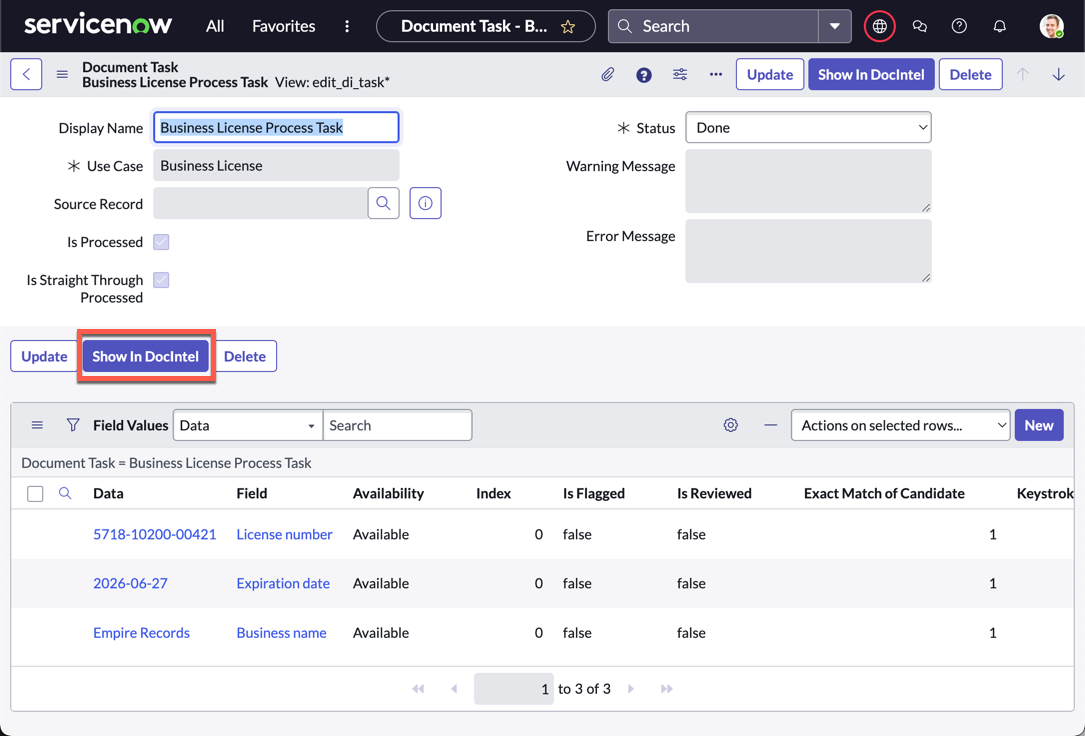 servicenow All Favorites Document Task - B... Search
Document Task
Business License Process Task View: edit_di_task*
Update Show In DocIntel Delete
Display Name Business License Process Task
Status Done
Use Case Business License
Warning Message
Source Record
Is Processed
Error Message
Is Straight Through
Processed
Update Show In DocIntel Delete
Field Values Data Search Actions on selected rows... New
Document Task = Business License Process Task
Data Field Availability Index Is Flagged Is Reviewed Exact Match of Candidate Keystrok
5718-10200-00421 License number Available 0 false false 1
2026-06-27 Expiration date Available 0 false false 1
Empire Records Business name Available 0 false false 1
1 to 3 of 3